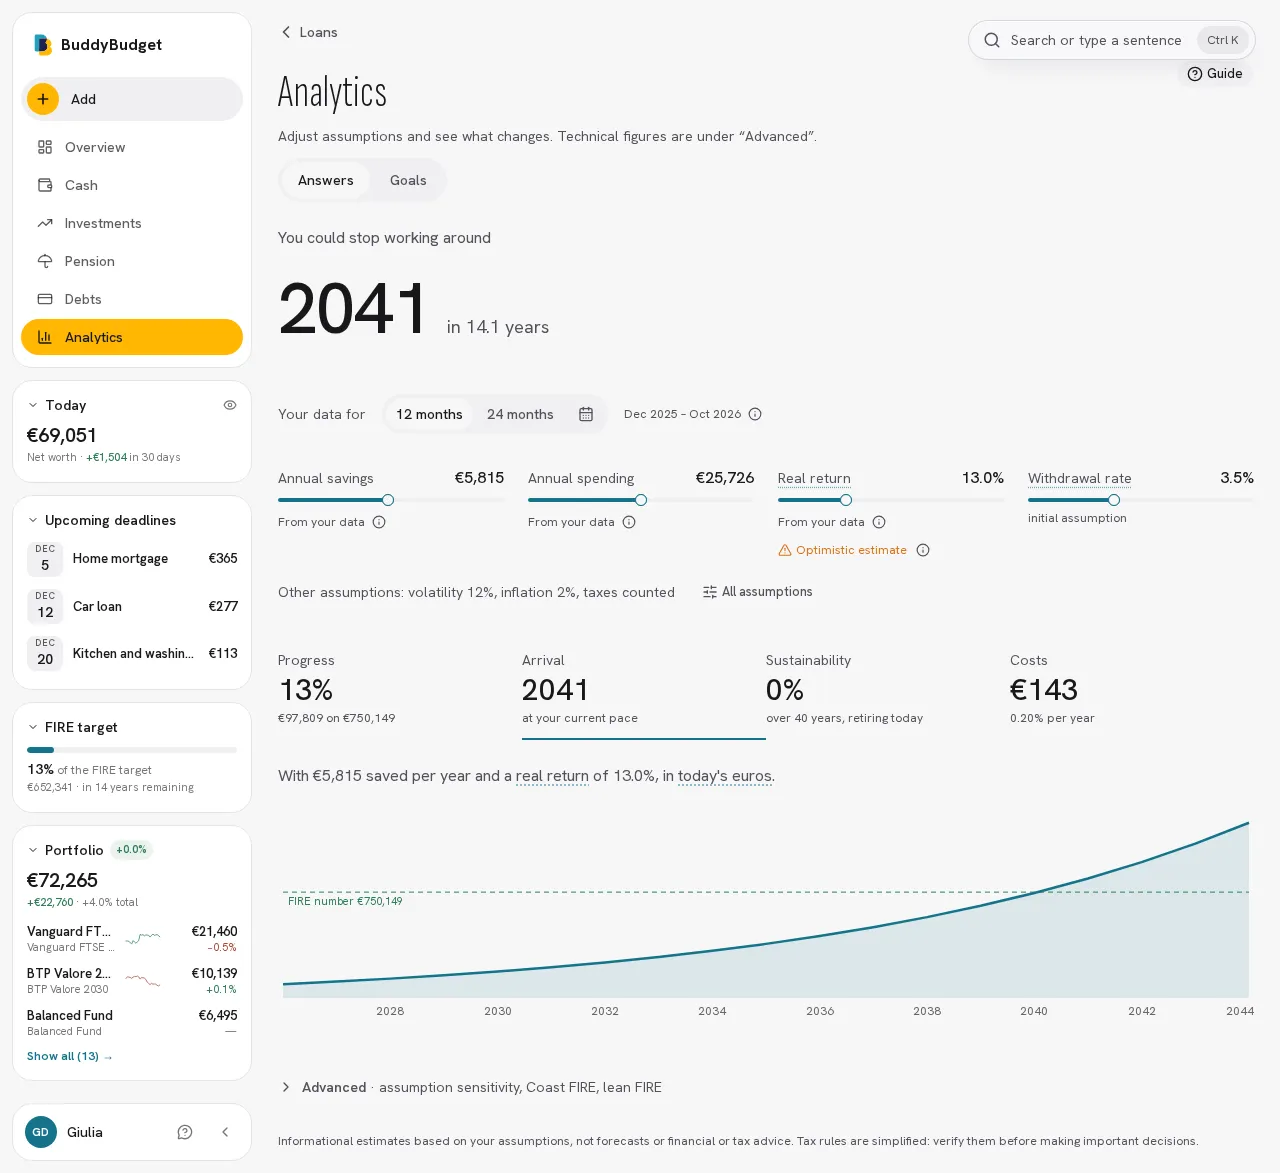 BuddyBudget
Add
Overview
Cash
Investments
Pension
Debts
Analytics
Today
€69,051
Net worth · +€1,504 in 30 days
Upcoming deadlines
DEC
5
Home mortgage
€365
DEC
12
Car loan
€277
DEC
20
Kitchen and washin...
€113
FIRE target
13% of the FIRE target
€652,341 · in 14 years remaining
Portfolio
+0.0%
€72,265
+€22,760 · +4.0% total
Vanguard FT...
€21,460
Vanguard FTSE ...
−0.5%
BTP Valore 2...
€10,139
BTP Valore 2030
+0.1%
Balanced Fund
€6,495
Balanced Fund
—
Show all (13) →
GD
Giulia
Loans
Search or type a sentence
Ctrl K
Guide
Analytics
Adjust assumptions and see what changes. Technical figures are under “Advanced”.
Answers
Goals
You could stop working around
2041 in 14.1 years
Your data for
12 months
24 months
Dec 2025 – Oct 2026
Annual savings
€5,815
From your data
Annual spending
€25,726
From your data
Real return
13.0%
From your data
Optimistic estimate
Withdrawal rate
3.5%
initial assumption
Other assumptions: volatility 12%, inflation 2%, taxes counted
All assumptions
Progress
13%
€97,809 on €750,149
Arrival
2041
at your current pace
Sustainability
0%
over 40 years, retiring today
Costs
€143
0.20% per year
With €5,815 saved per year and a real return of 13.0%, in today's euros.
FIRE number €750,149
2028
2030
2032
2034
2036
2038
2040
2042
2044
Advanced · assumption sensitivity, Coast FIRE, lean FIRE
Informational estimates based on your assumptions, not forecasts or financial or tax advice. Tax rules are simplified: verify them before making important decisions.